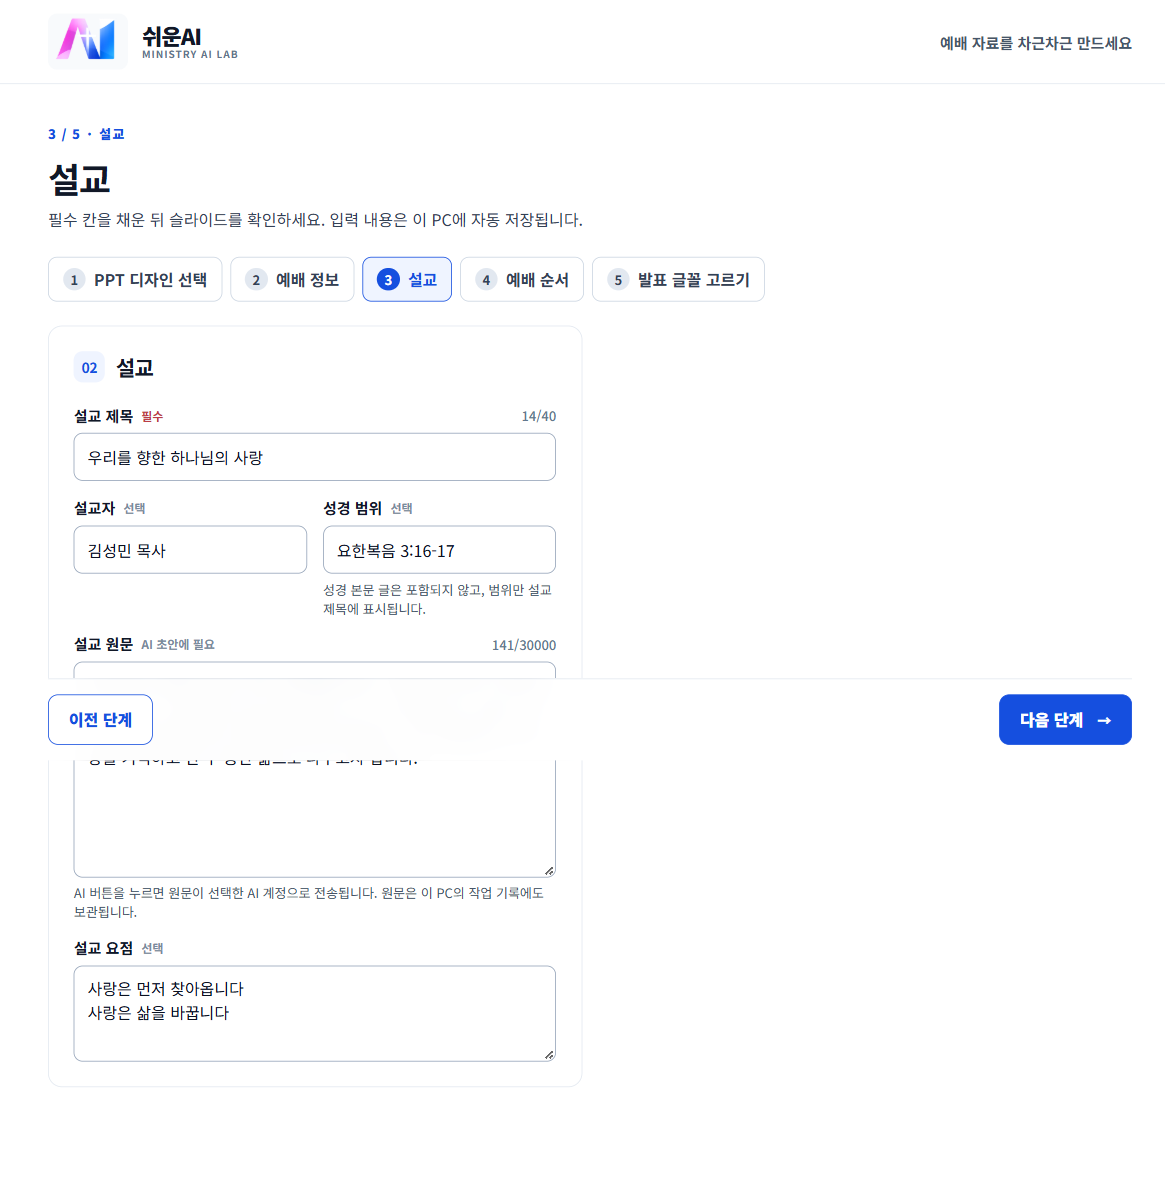 쉬운AI
MINISTRY AI LAB
예배 자료를 차근차근 만드세요
3 / 5 · 설교
설교
필수 칸을 채운 뒤 슬라이드를 확인하세요. 입력 내용은 이 PC에 자동 저장됩니다.
1 PPT 디자인 선택
2 예배 정보
3 설교
4 예배 순서
5 발표 글꼴 고르기
02 설교
설교 제목 필수 14/40
우리를 향한 하나님의 사랑
설교자 선택
김성민 목사
성경 범위 선택
요한복음 3:16-17
성경 본문 글은 포함되지 않고, 범위만 설교
제목에 표시됩니다.
설교 원문 AI 초안에 필요 141/30000
이전 단계
다음 단계 →
AI 버튼을 누르면 원문이 선택한 AI 계정으로 전송됩니다. 원문은 이 PC의 작업 기록에도
보관됩니다.
설교 요점 선택
사랑은 먼저 찾아옵니다
사랑은 삶을 바꿉니다